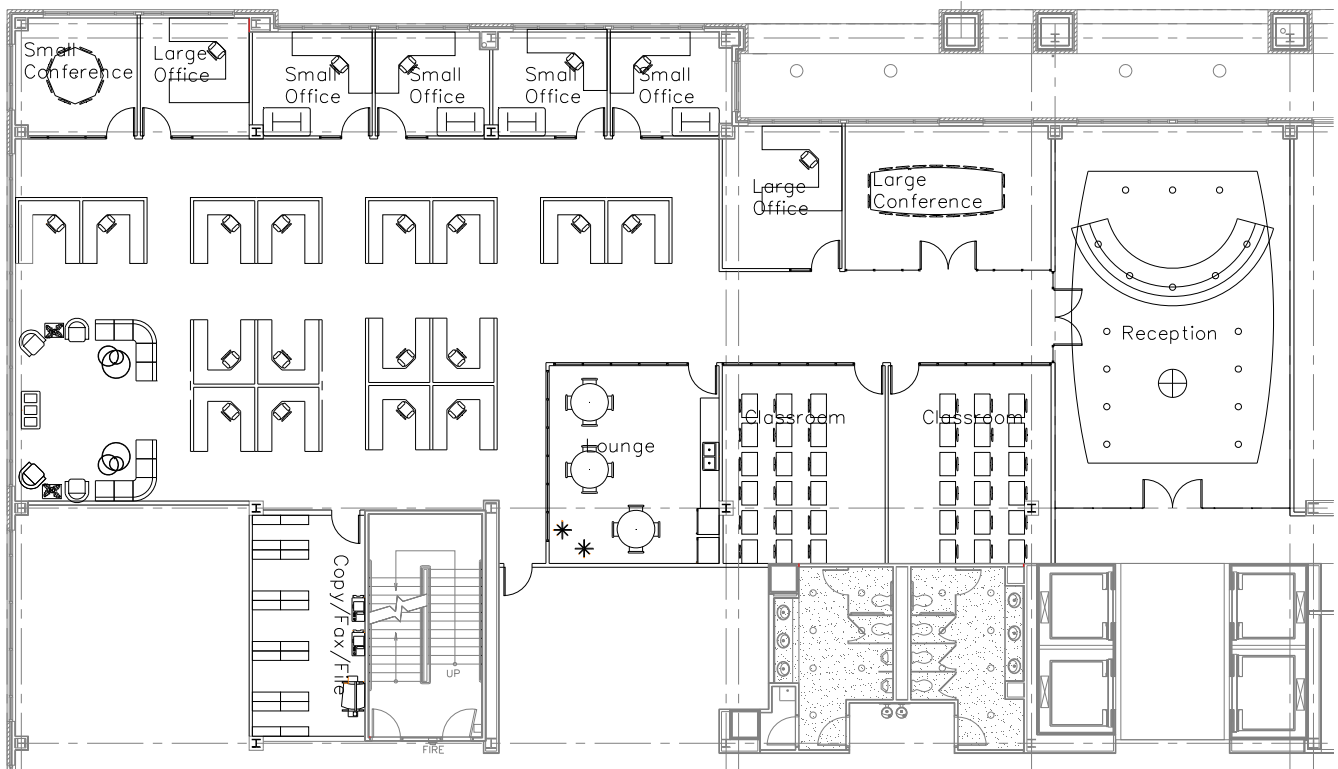 Small
Conference
Large
Office
Small
Office
Small
Office
Small
Office
Small
Office
Large
Office
Large
Conference
Reception
Classroom
Classroom
Lounge
Copy/Fax/File
UP
FIRE